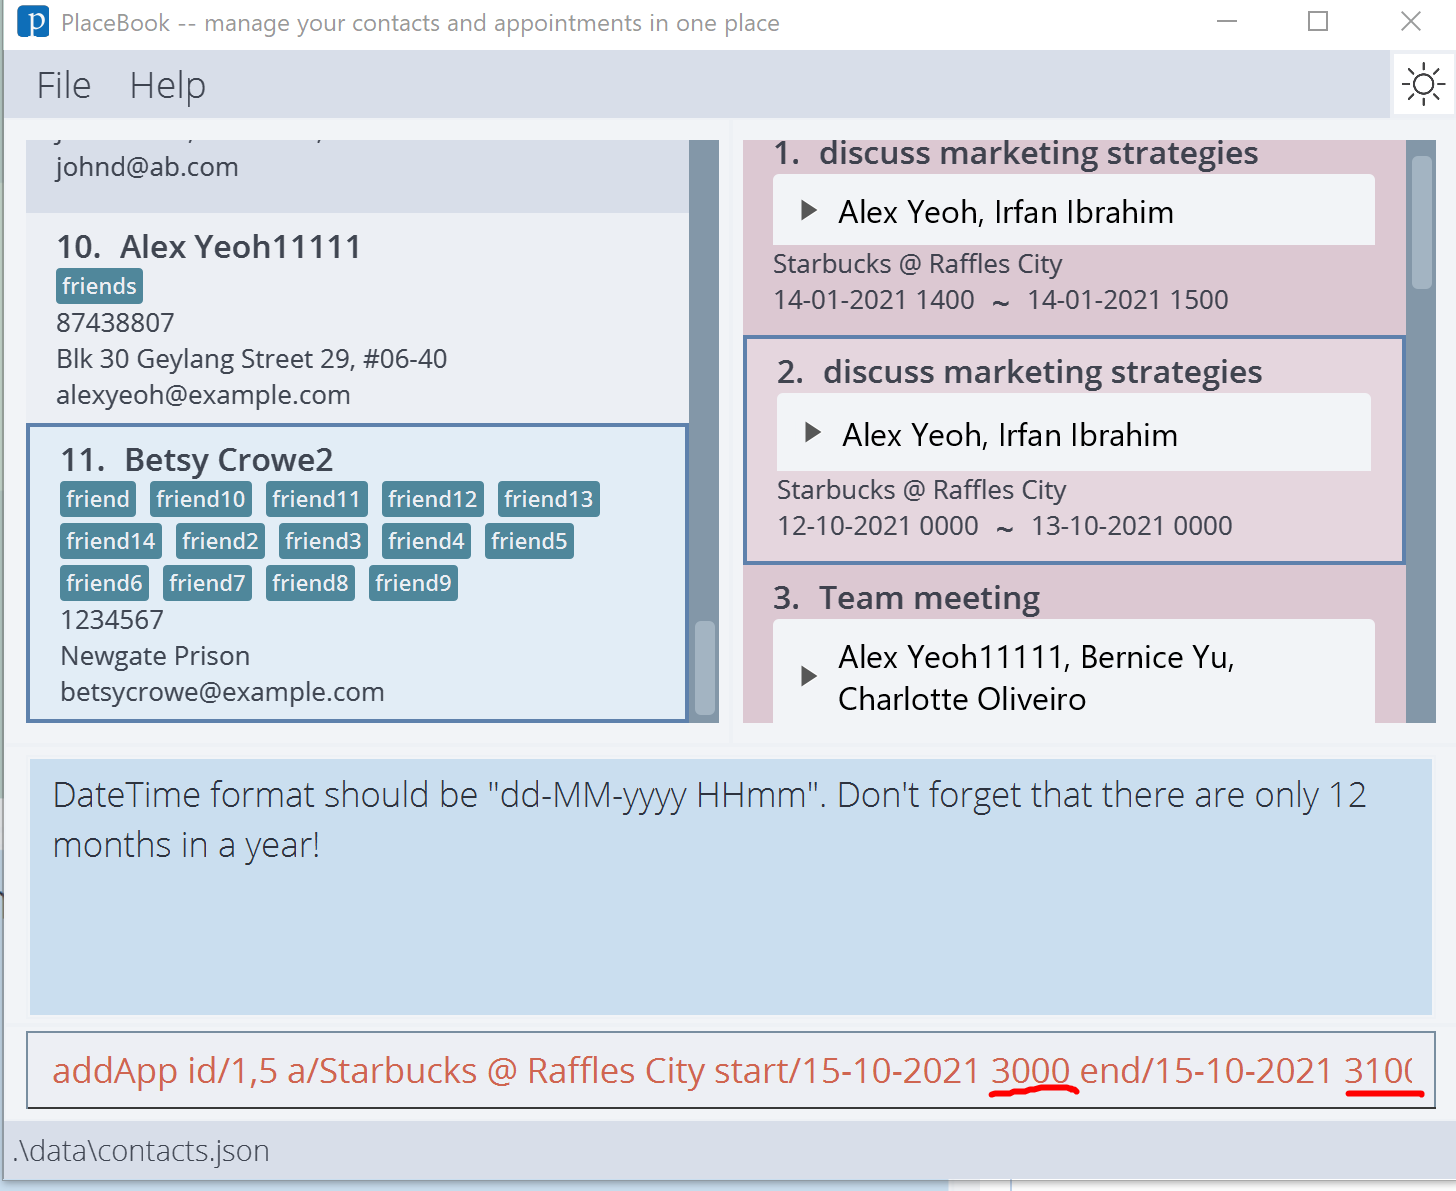 PlaceBook -- manage your contacts and appointments in one place
File Help
johnd@ab.com
10. Alex Yeoh11111
friends
87438807
Blk 30 Geylang Street 29, #06-40
alexyeoh@example.com
11. Betsy Crowe2
friend friend10 friend11 friend12 friend13
friend14 friend2 friend3 friend4 friend5
friend6 friend7 friend8 friend9
1234567
Newgate Prison
betsycrowe@example.com
1. discuss marketing strategies
Alex Yeoh, Irfan Ibrahim
Starbucks @ Raffles City
14-01-2021 1400 ~ 14-01-2021 1500
2. discuss marketing strategies
Alex Yeoh, Irfan Ibrahim
Starbucks @ Raffles City
12-10-2021 0000 ~ 13-10-2021 0000
3. Team meeting
Alex Yeoh11111, Bernice Yu,
Charlotte Oliveiro
DateTime format should be "dd-MM-yyyy HHmm". Don't forget that there are only 12
months in a year!
addApp id/1,5 a/Starbucks @ Raffles City start/15-10-2021 3000 end/15-10-2021 310
.\data\contacts.json